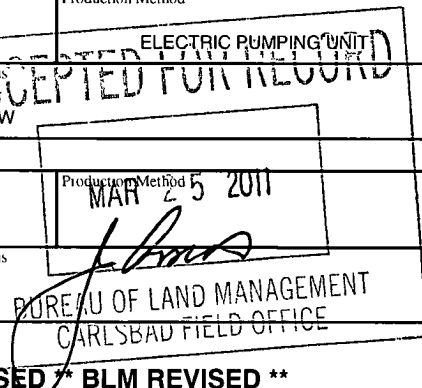 Production Method
ELECTRIC PUMPING UNIT
CEPTED FOR RECORD
W
Production Method
MAR 25 2011
BUREAU OF LAND MANAGEMENT
CARLSBAD FIELD OFFICE
SED ** BLM REVISED **